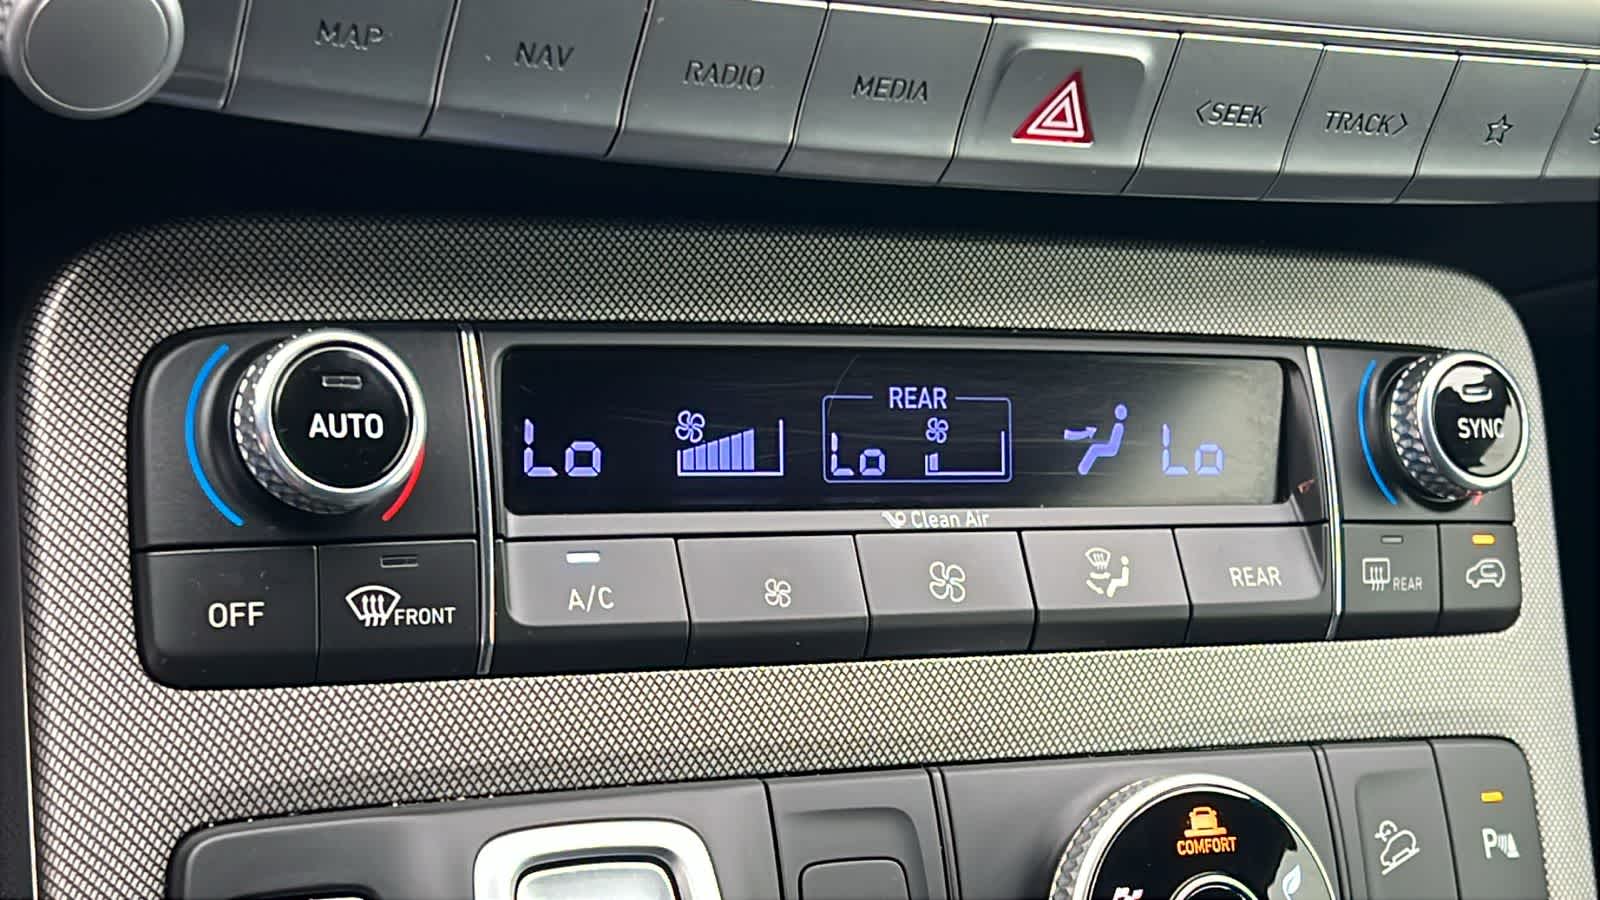 MAP NAV RADIO MEDIA <SEEK TRACK>
REAR
AUTO Lo Lo Lo SYNC
Clean Air
OFF FRONT A/C REAR REAR
COMFORT
P